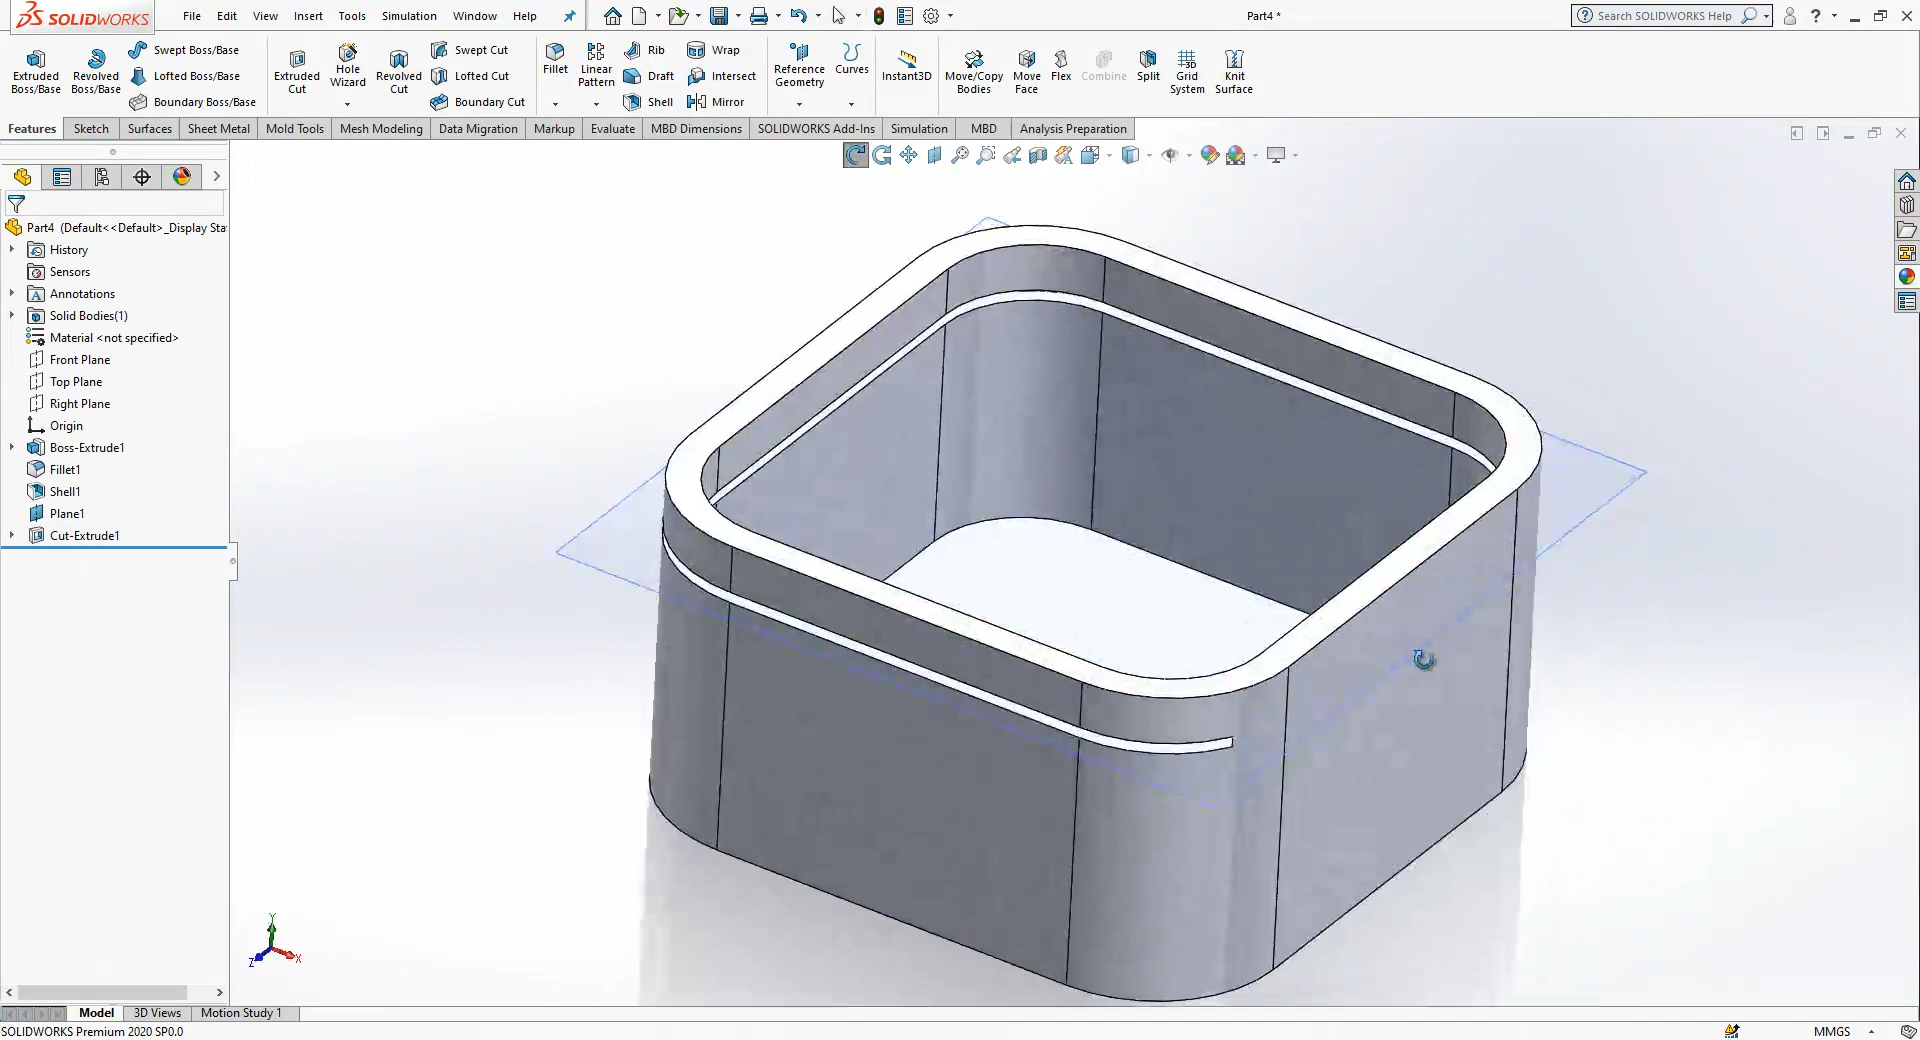 SOLIDWORKS
File Edit View Insert Tools Simulation Window Help
Part4 *
Search SOLIDWORKS Help
Extruded Boss/Base
Revolved Boss/Base
Swept Boss/Base
Lofted Boss/Base
Boundary Boss/Base
Extruded Cut
Hole Wizard
Revolved Cut
Swept Cut
Lofted Cut
Boundary Cut
Fillet
Linear Pattern
Rib
Draft
Shell
Wrap
Intersect
Mirror
Reference Geometry
Curves
Instant3D
Move/Copy Bodies
Move Face
Flex
Combine
Split
Grid System
Knit Surface
Features Sketch Surfaces Sheet Metal Mold Tools Mesh Modeling Data Migration Markup Evaluate MBD Dimensions SOLIDWORKS Add-Ins Simulation MBD Analysis Preparation
Part4 (Default<<Default>_Display Sta
History
Sensors
Annotations
Solid Bodies(1)
Material <not specified>
Front Plane
Top Plane
Right Plane
Origin
Boss-Extrude1
Fillet1
Shell1
Plane1
Cut-Extrude1
Y
Z X
Model 3D Views Motion Study 1
SOLIDWORKS Premium 2020 SP0.0
MMGS